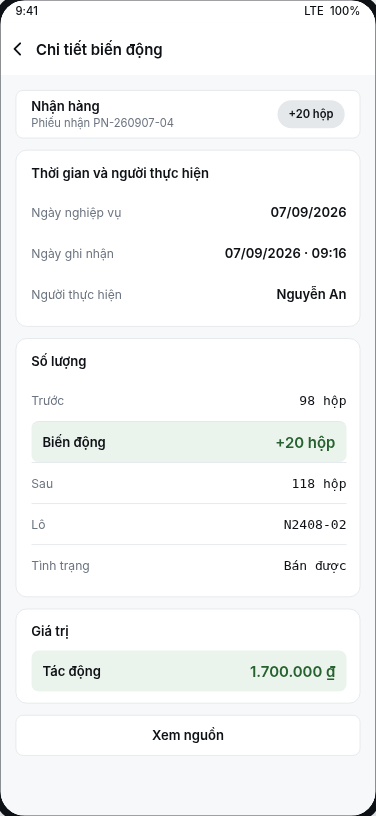 9:41 LTE 100%
Chi tiết biến động
Nhận hàng
Phiếu nhận PN-260907-04
+20 hộp
Thời gian và người thực hiện
Ngày nghiệp vụ 07/09/2026
Ngày ghi nhận 07/09/2026 · 09:16
Người thực hiện Nguyễn An
Số lượng
Trước 98 hộp
Biến động +20 hộp
Sau 118 hộp
Lô N2408-02
Tình trạng Bán được
Giá trị
Tác động 1.700.000 ₫
Xem nguồn